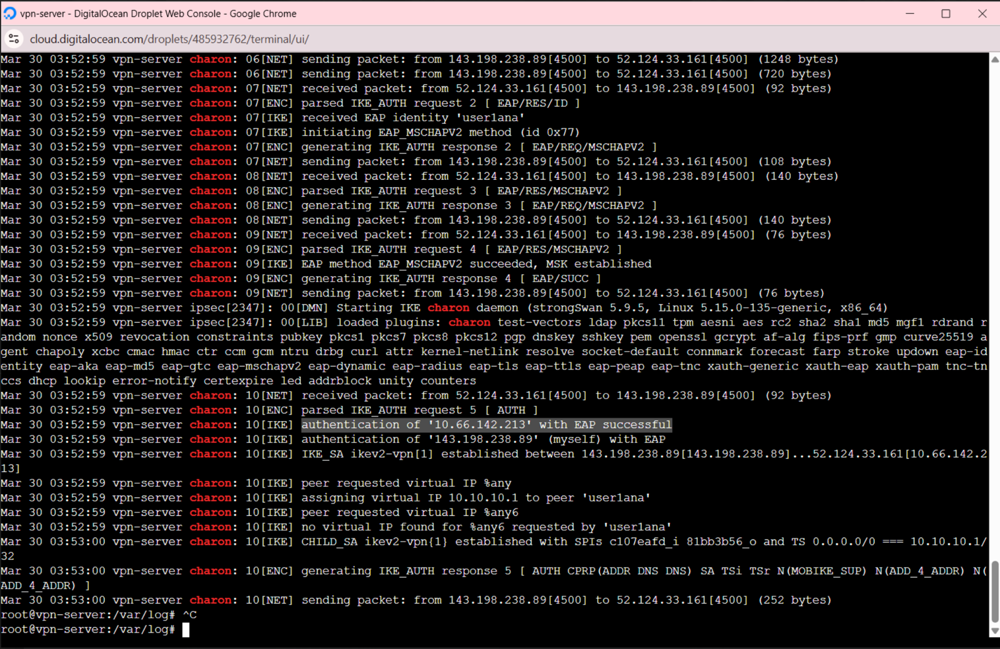 vpn-server - DigitalOcean Droplet Web Console - Google Chrome
cloud.digitalocean.com/droplets/485932762/terminal/ui/
Mar 30 03:52:59 vpn-server charon: 06[NET] sending packet: from 143.198.238.89[4500] to 52.124.33.161[4500] (1248 bytes)
Mar 30 03:52:59 vpn-server charon: 06[NET] sending packet: from 143.198.238.89[4500] to 52.124.33.161[4500] (720 bytes)
Mar 30 03:52:59 vpn-server charon: 07[NET] received packet: from 52.124.33.161[4500] to 143.198.238.89[4500] (92 bytes)
Mar 30 03:52:59 vpn-server charon: 07[ENC] parsed IKE_AUTH request 2 [ EAP/RES/ID ]
Mar 30 03:52:59 vpn-server charon: 07[IKE] received EAP identity 'user1ana'
Mar 30 03:52:59 vpn-server charon: 07[IKE] initiating EAP_MSCHAPV2 method (id 0x77)
Mar 30 03:52:59 vpn-server charon: 07[ENC] generating IKE_AUTH response 2 [ EAP/REQ/MSCHAPV2 ]
Mar 30 03:52:59 vpn-server charon: 07[NET] sending packet: from 143.198.238.89[4500] to 52.124.33.161[4500] (108 bytes)
Mar 30 03:52:59 vpn-server charon: 08[NET] received packet: from 52.124.33.161[4500] to 143.198.238.89[4500] (140 bytes)
Mar 30 03:52:59 vpn-server charon: 08[ENC] parsed IKE_AUTH request 3 [ EAP/RES/MSCHAPV2 ]
Mar 30 03:52:59 vpn-server charon: 08[ENC] generating IKE_AUTH response 3 [ EAP/REQ/MSCHAPV2 ]
Mar 30 03:52:59 vpn-server charon: 08[NET] sending packet: from 143.198.238.89[4500] to 52.124.33.161[4500] (140 bytes)
Mar 30 03:52:59 vpn-server charon: 09[NET] received packet: from 52.124.33.161[4500] to 143.198.238.89[4500] (76 bytes)
Mar 30 03:52:59 vpn-server charon: 09[ENC] parsed IKE_AUTH request 4 [ EAP/RES/MSCHAPV2 ]
Mar 30 03:52:59 vpn-server charon: 09[IKE] EAP method EAP_MSCHAPV2 succeeded, MSK established
Mar 30 03:52:59 vpn-server charon: 09[ENC] generating IKE_AUTH response 4 [ EAP/SUCC ]
Mar 30 03:52:59 vpn-server charon: 09[NET] sending packet: from 143.198.238.89[4500] to 52.124.33.161[4500] (76 bytes)
Mar 30 03:52:59 vpn-server ipsec[2347]: 00[DMN] Starting IKE charon daemon (strongSwan 5.9.5, Linux 5.15.0-135-generic, x86_64)
Mar 30 03:52:59 vpn-server ipsec[2347]: 00[LIB] loaded plugins: charon test-vectors ldap pkcs11 tpm aesni aes rc2 sha2 sha1 md5 mgf1 rdrand r
andom nonce x509 revocation constraints pubkey pkcs1 pkcs7 pkcs8 pkcs12 pgp dnskey sshkey pem openssl gcrypt af-alg fips-prf gmp curve25519 a
gent chapoly xcbc cmac hmac ctr ccm gcm ntru drbg curl attr kernel-netlink resolve socket-default connmark forecast farp stroke updown eap-id
entity eap-aka eap-md5 eap-gtc eap-mschapv2 eap-dynamic eap-radius eap-tls eap-ttls eap-peap eap-tnc xauth-generic xauth-eap xauth-pam tnc-tn
ccs dhcp lookip error-notify certexpire led addrblock unity counters
Mar 30 03:52:59 vpn-server charon: 10[NET] received packet: from 52.124.33.161[4500] to 143.198.238.89[4500] (92 bytes)
Mar 30 03:52:59 vpn-server charon: 10[ENC] parsed IKE_AUTH request 5 [ AUTH ]
Mar 30 03:52:59 vpn-server charon: 10[IKE] authentication of '10.66.142.213' with EAP successful
Mar 30 03:52:59 vpn-server charon: 10[IKE] authentication of '143.198.238.89' (myself) with EAP
Mar 30 03:52:59 vpn-server charon: 10[IKE] IKE_SA ikev2-vpn[1] established between 143.198.238.89[143.198.238.89]...52.124.33.161[10.66.142.2
13]
Mar 30 03:52:59 vpn-server charon: 10[IKE] peer requested virtual IP %any
Mar 30 03:52:59 vpn-server charon: 10[IKE] assigning virtual IP 10.10.10.1 to peer 'user1ana'
Mar 30 03:52:59 vpn-server charon: 10[IKE] peer requested virtual IP %any6
Mar 30 03:52:59 vpn-server charon: 10[IKE] no virtual IP found for %any6 requested by 'user1ana'
Mar 30 03:53:00 vpn-server charon: 10[IKE] CHILD_SA ikev2-vpn{1} established with SPIs c107eafd_i 81bb3b56_o and TS 0.0.0.0/0 === 10.10.10.1/
32
Mar 30 03:53:00 vpn-server charon: 10[ENC] generating IKE_AUTH response 5 [ AUTH CPRP(ADDR DNS DNS) SA TSi TSr N(MOBIKE_SUP) N(ADD_4_ADDR) N(
ADD_4_ADDR) ]
Mar 30 03:53:00 vpn-server charon: 10[NET] sending packet: from 143.198.238.89[4500] to 52.124.33.161[4500] (252 bytes)
root@vpn-server:/var/log# ^C
root@vpn-server:/var/log#